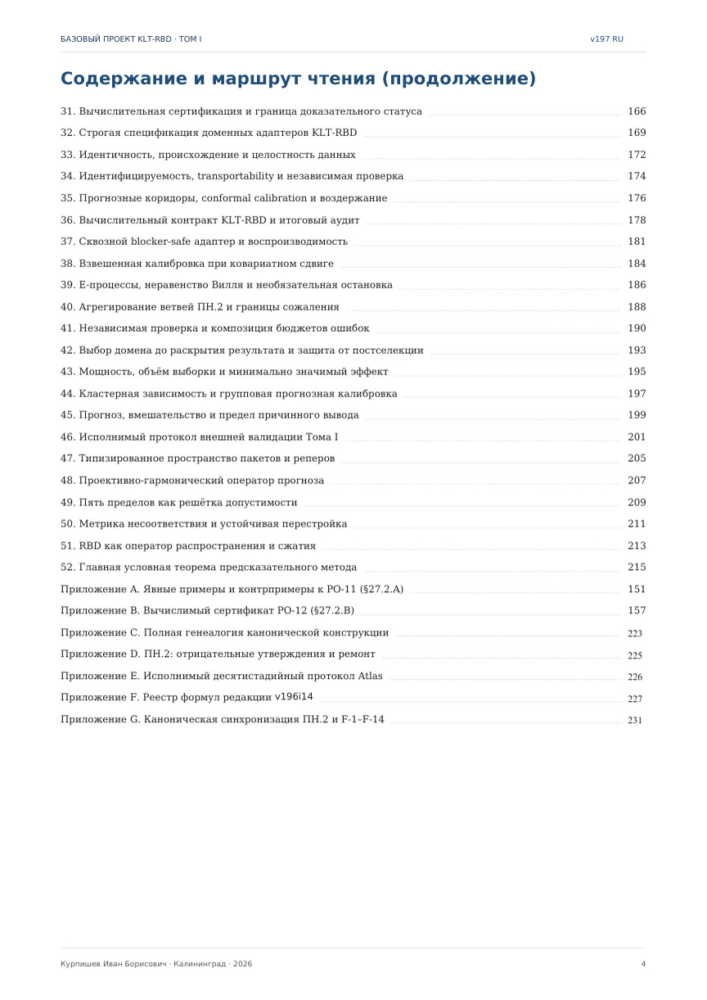 БАЗОВЫЙ ПРОЕКТ KLT-RBD · ТОМ I v197 RU
Содержание и маршрут чтения (продолжение)
31. Вычислительная сертификация и граница доказательного статуса 166
32. Строгая спецификация доменных адаптеров KLT-RBD 169
33. Идентичность, происхождение и целостность данных 172
34. Идентифицируемость, transportability и независимая проверка 174
35. Прогнозные коридоры, conformal calibration и воздержание 176
36. Вычислительный контракт KLT-RBD и итоговый аудит 178
37. Сквозной blocker-safe адаптер и воспроизводимость 181
38. Взвешенная калибровка при ковариатном сдвиге 184
39. E-процессы, неравенство Вилля и необязательная остановка 186
40. Агрегирование ветвей ПН.2 и границы сожаления 188
41. Независимая проверка и композиция бюджетов ошибок 190
42. Выбор домена до раскрытия результата и защита от постселекции 193
43. Мощность, объём выборки и минимально значимый эффект 195
44. Кластерная зависимость и групповая прогнозная калибровка 197
45. Прогноз, вмешательство и предел причинного вывода 199
46. Исполнимый протокол внешней валидации Тома I 201
47. Типизированное пространство пакетов и реперов 205
48. Проективно-гармонический оператор прогноза 207
49. Пять пределов как решётка допустимости 209
50. Метрика несоответствия и устойчивая перестройка 211
51. RBD как оператор распространения и сжатия 213
52. Главная условная теорема предсказательного метода 215
Приложение A. Явные примеры и контрпримеры к PO-11 (§27.2.A) 151
Приложение B. Вычислимый сертификат PO-12 (§27.2.B) 157
Приложение C. Полная генеалогия канонической конструкции 223
Приложение D. ПН.2: отрицательные утверждения и ремонт 225
Приложение E. Исполнимый десятистадийный протокол Atlas 226
Приложение F. Реестр формул редакции v196i14 227
Приложение G. Каноническая синхронизация ПН.2 и F-1–F-14 231
Курпишев Иван Борисович · Калининград · 2026 4